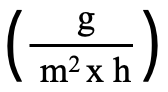 (g
m² x h)